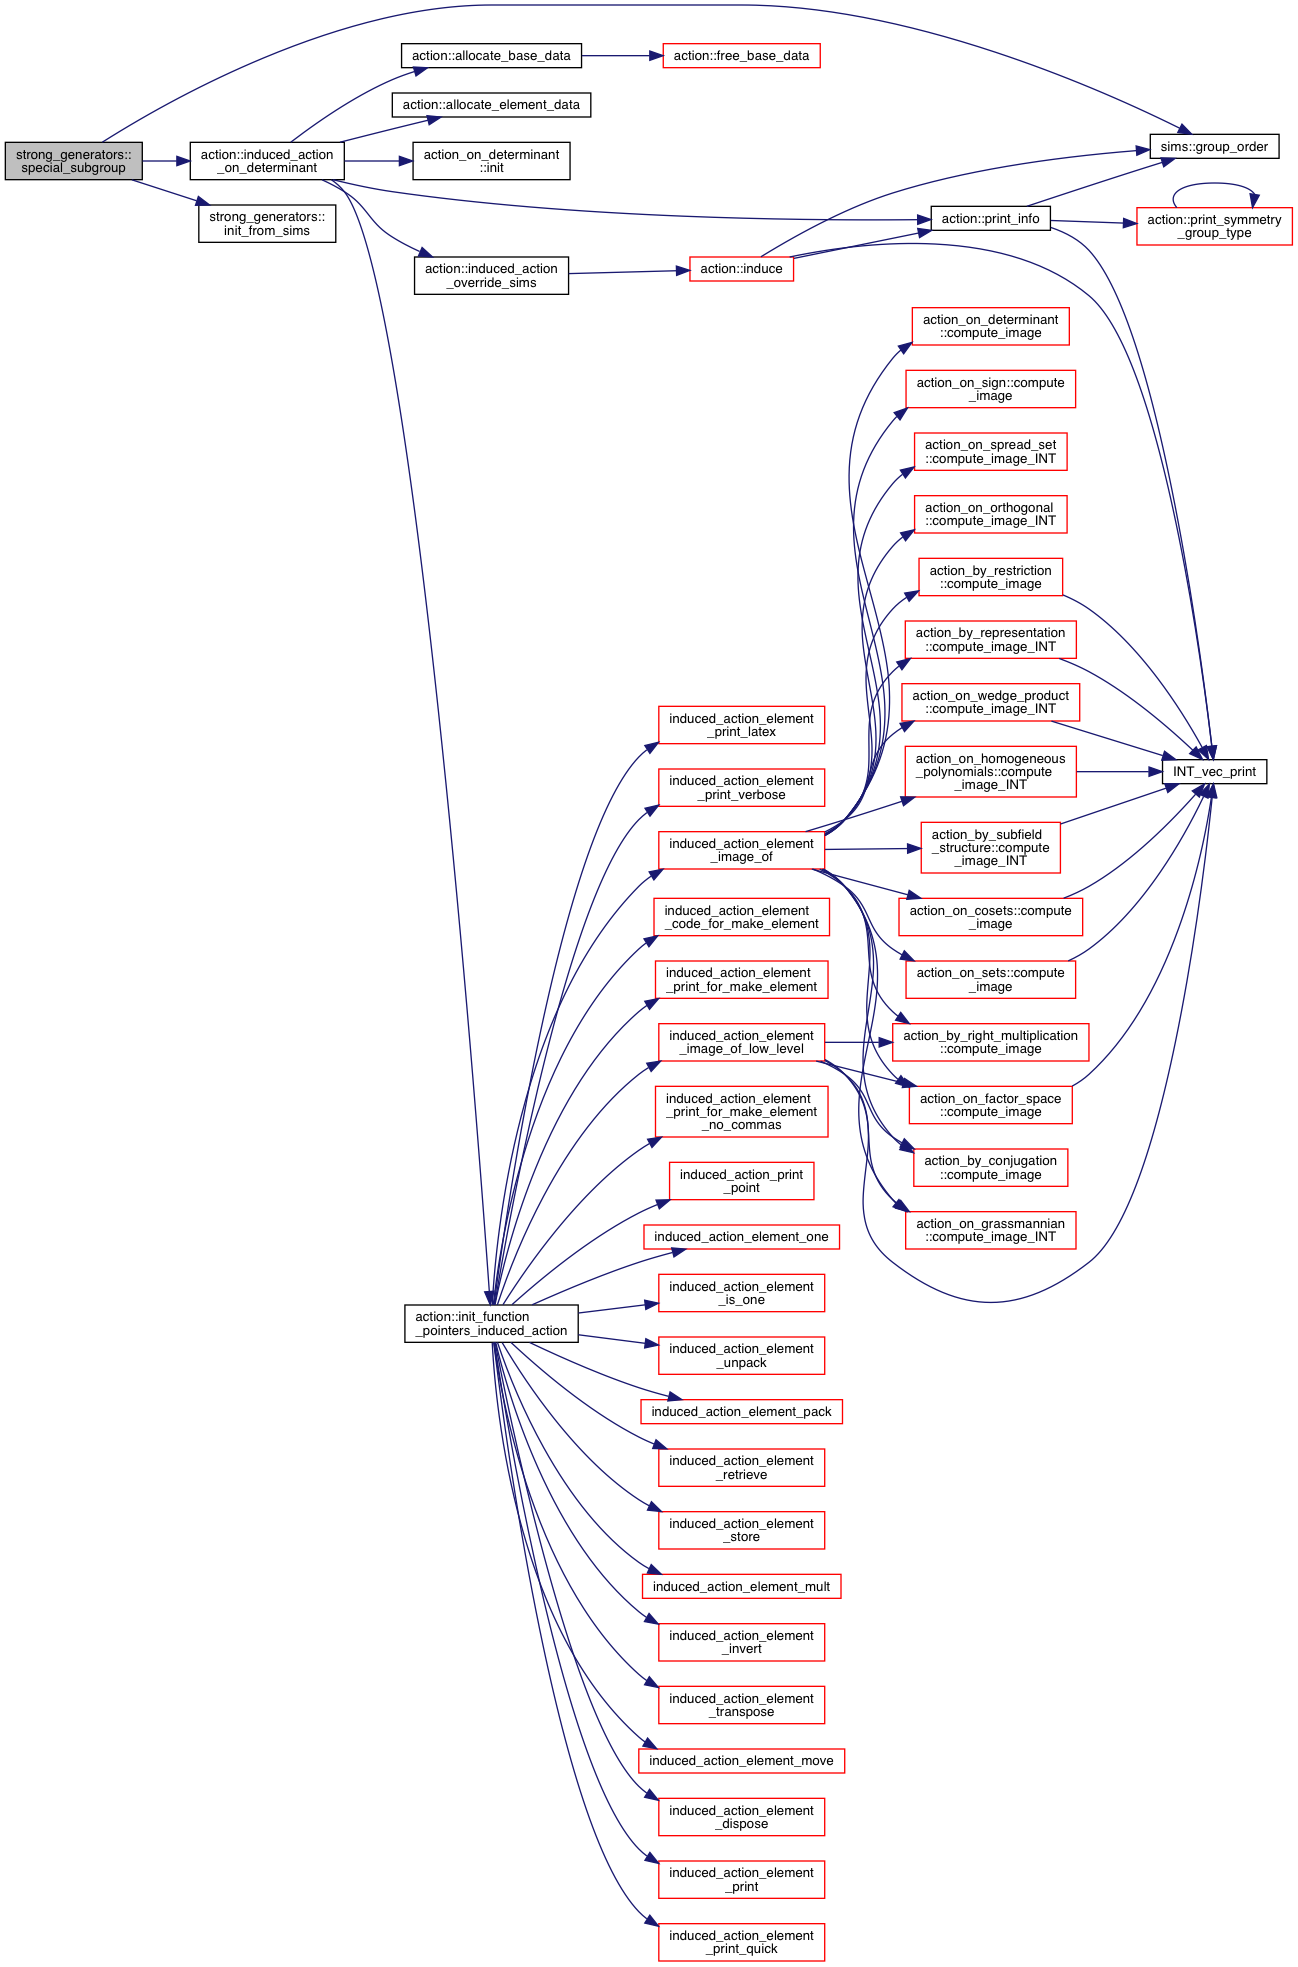 strong_generators::
special_subgroup
action::induced_action
_on_determinant
strong_generators::
init_from_sims
action::allocate_base_data
action::allocate_element_data
action_on_determinant
::init
action::induced_action
_override_sims
action::init_function
_pointers_induced_action
action::free_base_data
action::induce
induced_action_element
_print_latex
induced_action_element
_print_verbose
induced_action_element
_image_of
induced_action_element
_code_for_make_element
induced_action_element
_print_for_make_element
induced_action_element
_image_of_low_level
induced_action_element
_print_for_make_element
_no_commas
induced_action_print
_point
induced_action_element_one
induced_action_element
_is_one
induced_action_element
_unpack
induced_action_element_pack
induced_action_element
_retrieve
induced_action_element
_store
induced_action_element_mult
induced_action_element
_invert
induced_action_element
_transpose
induced_action_element_move
induced_action_element
_dispose
induced_action_element
_print
induced_action_element
_print_quick
action::print_info
action_on_determinant
::compute_image
action_on_sign::compute
_image
action_on_spread_set
::compute_image_INT
action_on_orthogonal
::compute_image_INT
action_by_restriction
::compute_image
action_by_representation
::compute_image_INT
action_on_wedge_product
::compute_image_INT
action_on_homogeneous
_polynomials::compute
_image_INT
action_by_subfield
_structure::compute
_image_INT
action_on_cosets::compute
_image
action_on_sets::compute
_image
action_by_right_multiplication
::compute_image
action_on_factor_space
::compute_image
action_by_conjugation
::compute_image
action_on_grassmannian
::compute_image_INT
sims::group_order
action::print_symmetry
_group_type
INT_vec_print